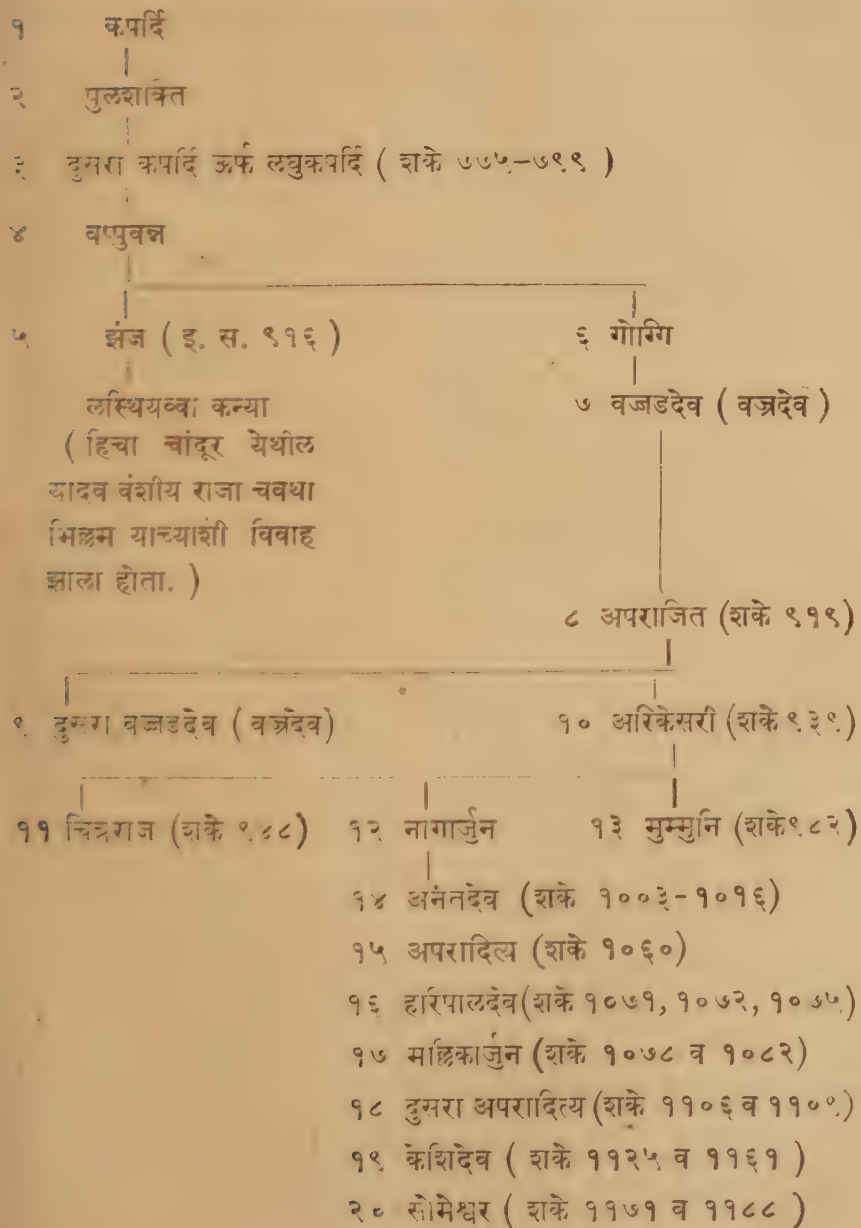 १ कपर्दि
२ पुलशक्ति
३ दुसरा कपर्दि ऊर्फ लघुकपर्दि ( शके ७७५-७९९ )
४ वप्पुवन्न
५ झंज ( इ. स. ९१६ ) ६ गोग्गि
लस्थियव्वा कन्या ७ वज्जडदेव ( वज्रदेव )
( हिचा चांदूर येथील
यादव वंशीय राजा चवथा
भिल्लम याच्याशी विवाह
झाला होता. )
८ अपराजित (शके ९१९)
९ दुसरा वज्जडदेव ( वज्रदेव) १० अरिकेसरी (शके ९३९)
११ चित्रराज (शके ९४८) १२ नागार्जुन १३ मुम्मुनि (शके९८२)
१४ अनंतदेव (शके १००३-१०१६)
१५ अपरादित्य (शके १०६०)
१६ हरिपालदेव(शके १०७१, १०७२, १०७५)
१७ मल्लिकार्जुन (शके १०७८ व १०८२)
१८ दुसरा अपरादित्य (शके ११०६ व ११०९)
१९ केशिदेव ( शके ११२५ व ११६१ )
२० सोमेश्वर ( शके ११७१ व ११८८ )